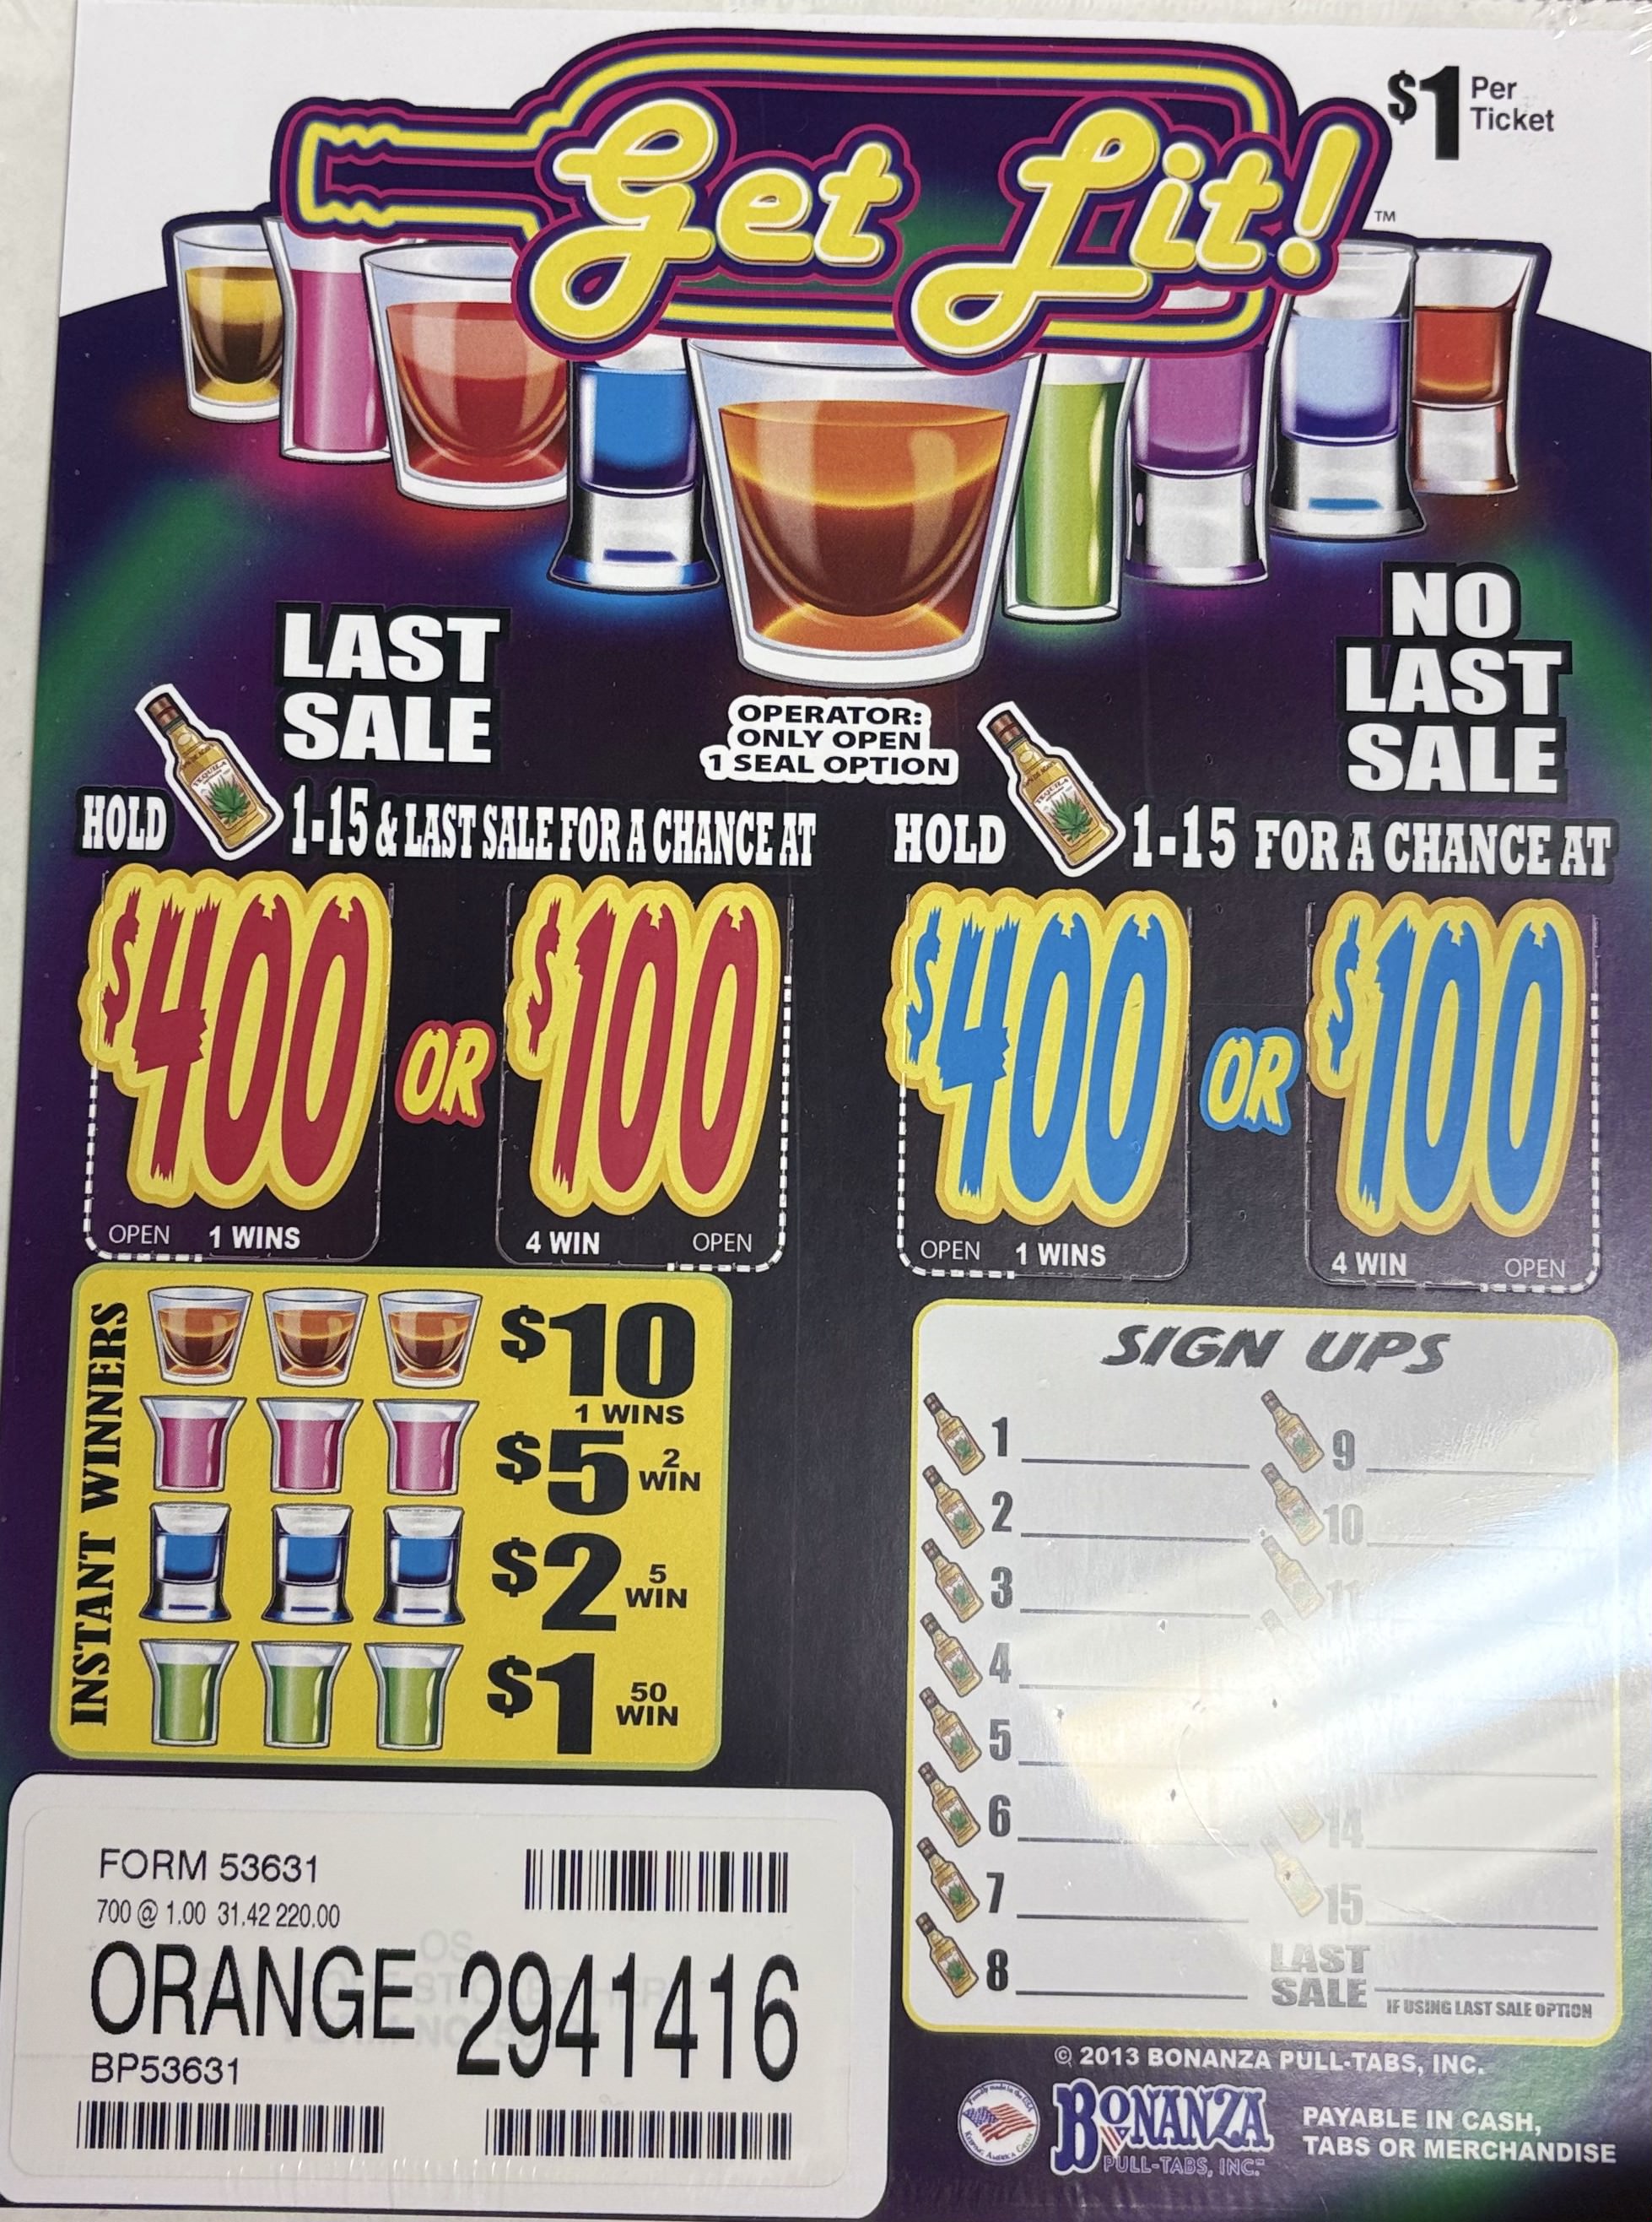 $1 Per Ticket
Get Lit!™
LAST
SALE
OPERATOR:
ONLY OPEN
1 SEAL OPTION
NO
LAST
SALE
HOLD 1-15 & LAST SALE FOR A CHANCE AT
HOLD 1-15 FOR A CHANCE AT
$400 OR $100
OPEN 1 WINS
4 WIN OPEN
$400 OR $100
OPEN 1 WINS
4 WIN OPEN
INSTANT WINNERS
$10
1 WINS
$5 2 WIN
$2 5 WIN
$1 50 WIN
SIGN UPS
1
2
3
4
5
6
7
8
9
10
11
14
15
LAST
SALE
IF USING LAST SALE OPTION
FORM 53631
700 @ 1.00 31.42 220.00
ORANGE 2941416
BP53631
© 2013 BONANZA PULL-TABS, INC.
BONANZA
PULL-TABS, INC.
PAYABLE IN CASH,
TABS OR MERCHANDISE